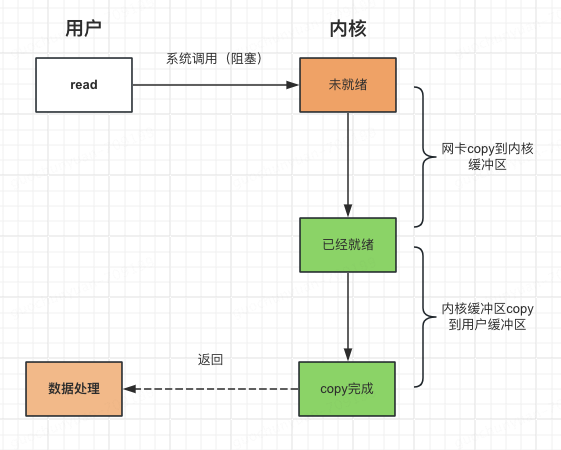 用户
内核
系统调用（阻塞）
read
未就绪
网卡copy到内核
缓冲区
已经就绪
内核缓冲区copy
到用户缓冲区
返回
数据处理
copy完成